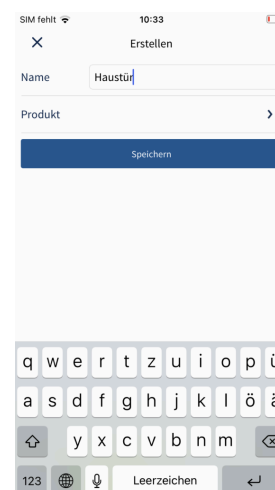 SIM fehlt 10:33
Erstellen
Name Haustür
Produkt
Speichern
q w e r t z u i o p ü
a s d f g h j k l ö ä
y x c v b n m
123 Leerzeichen